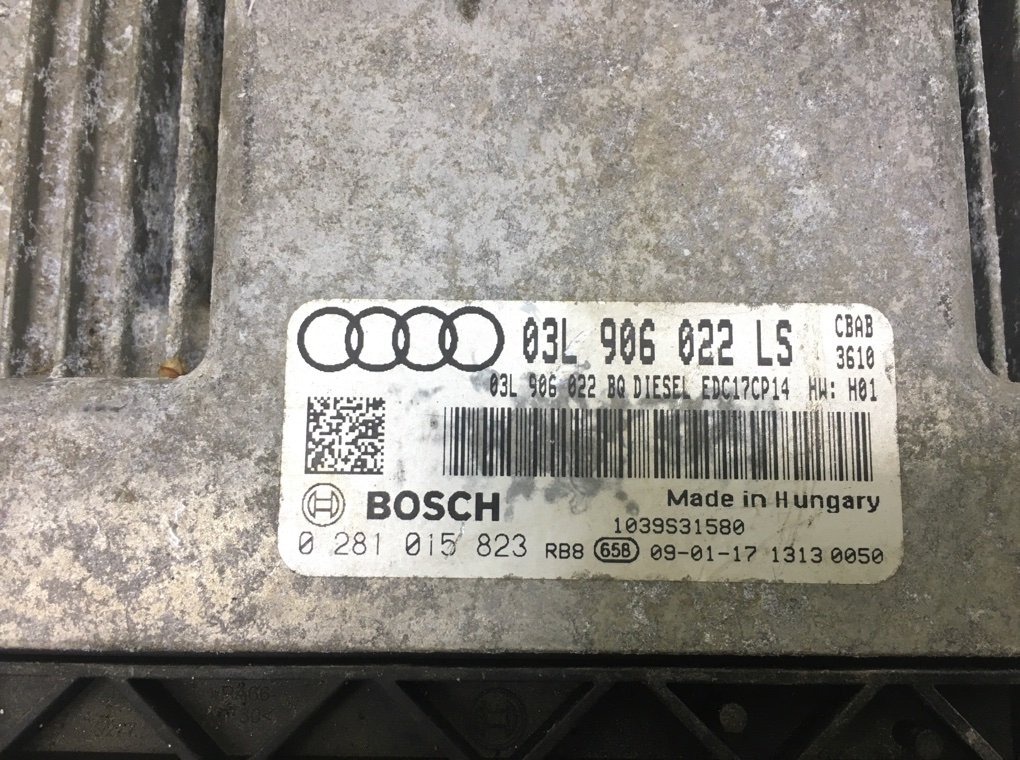 03L 906 022 LS
CBAB
3610
03L 906 022 BQ DIESEL EDC17CP14 HW: H01
BOSCH
Made in Hungary
1039S31580
0 281 015 823 RB8 658 09-01-17 1313 0050